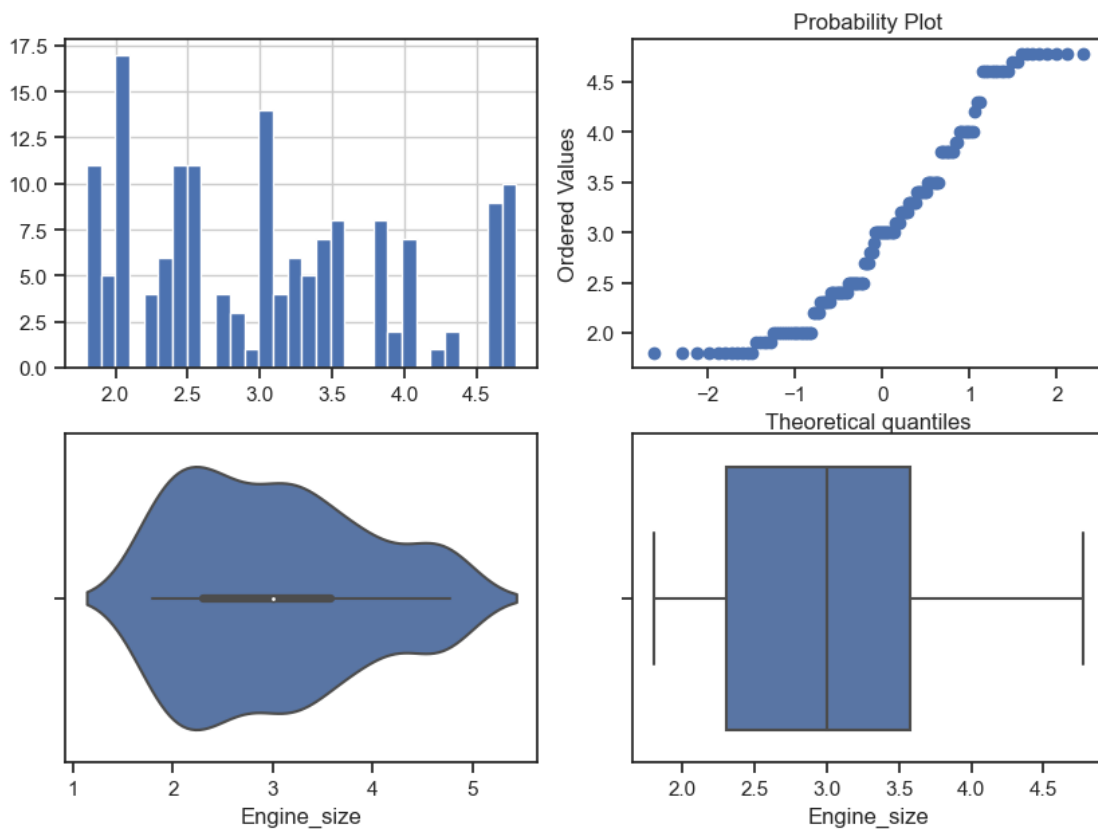 17.5
15.0
12.5
10.0
7.5
5.0
2.5
0.0
2.0 2.5 3.0 3.5 4.0 4.5
Probability Plot
Ordered Values
4.5
4.0
3.5
3.0
2.5
2.0
−2 −1 0 1 2
Theoretical quantiles
1 2 3 4 5
Engine_size
2.0 2.5 3.0 3.5 4.0 4.5
Engine_size